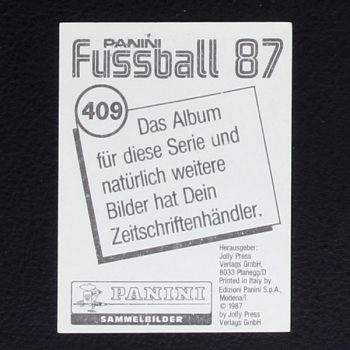 PANINI
Fussball 87
409
Das Album
für diese Serie und
natürlich weitere
Bilder hat Dein
Zeitschriftenhändler.
Herausgeber:
Jolly Press
Verlags GmbH,
8033 Planegg/D
Printed in Italy by
Edizioni Panini S.p.A.,
Modena/I
© 1987
by Jolly Press
Verlags GmbH
PANINI
SAMMELBILDER